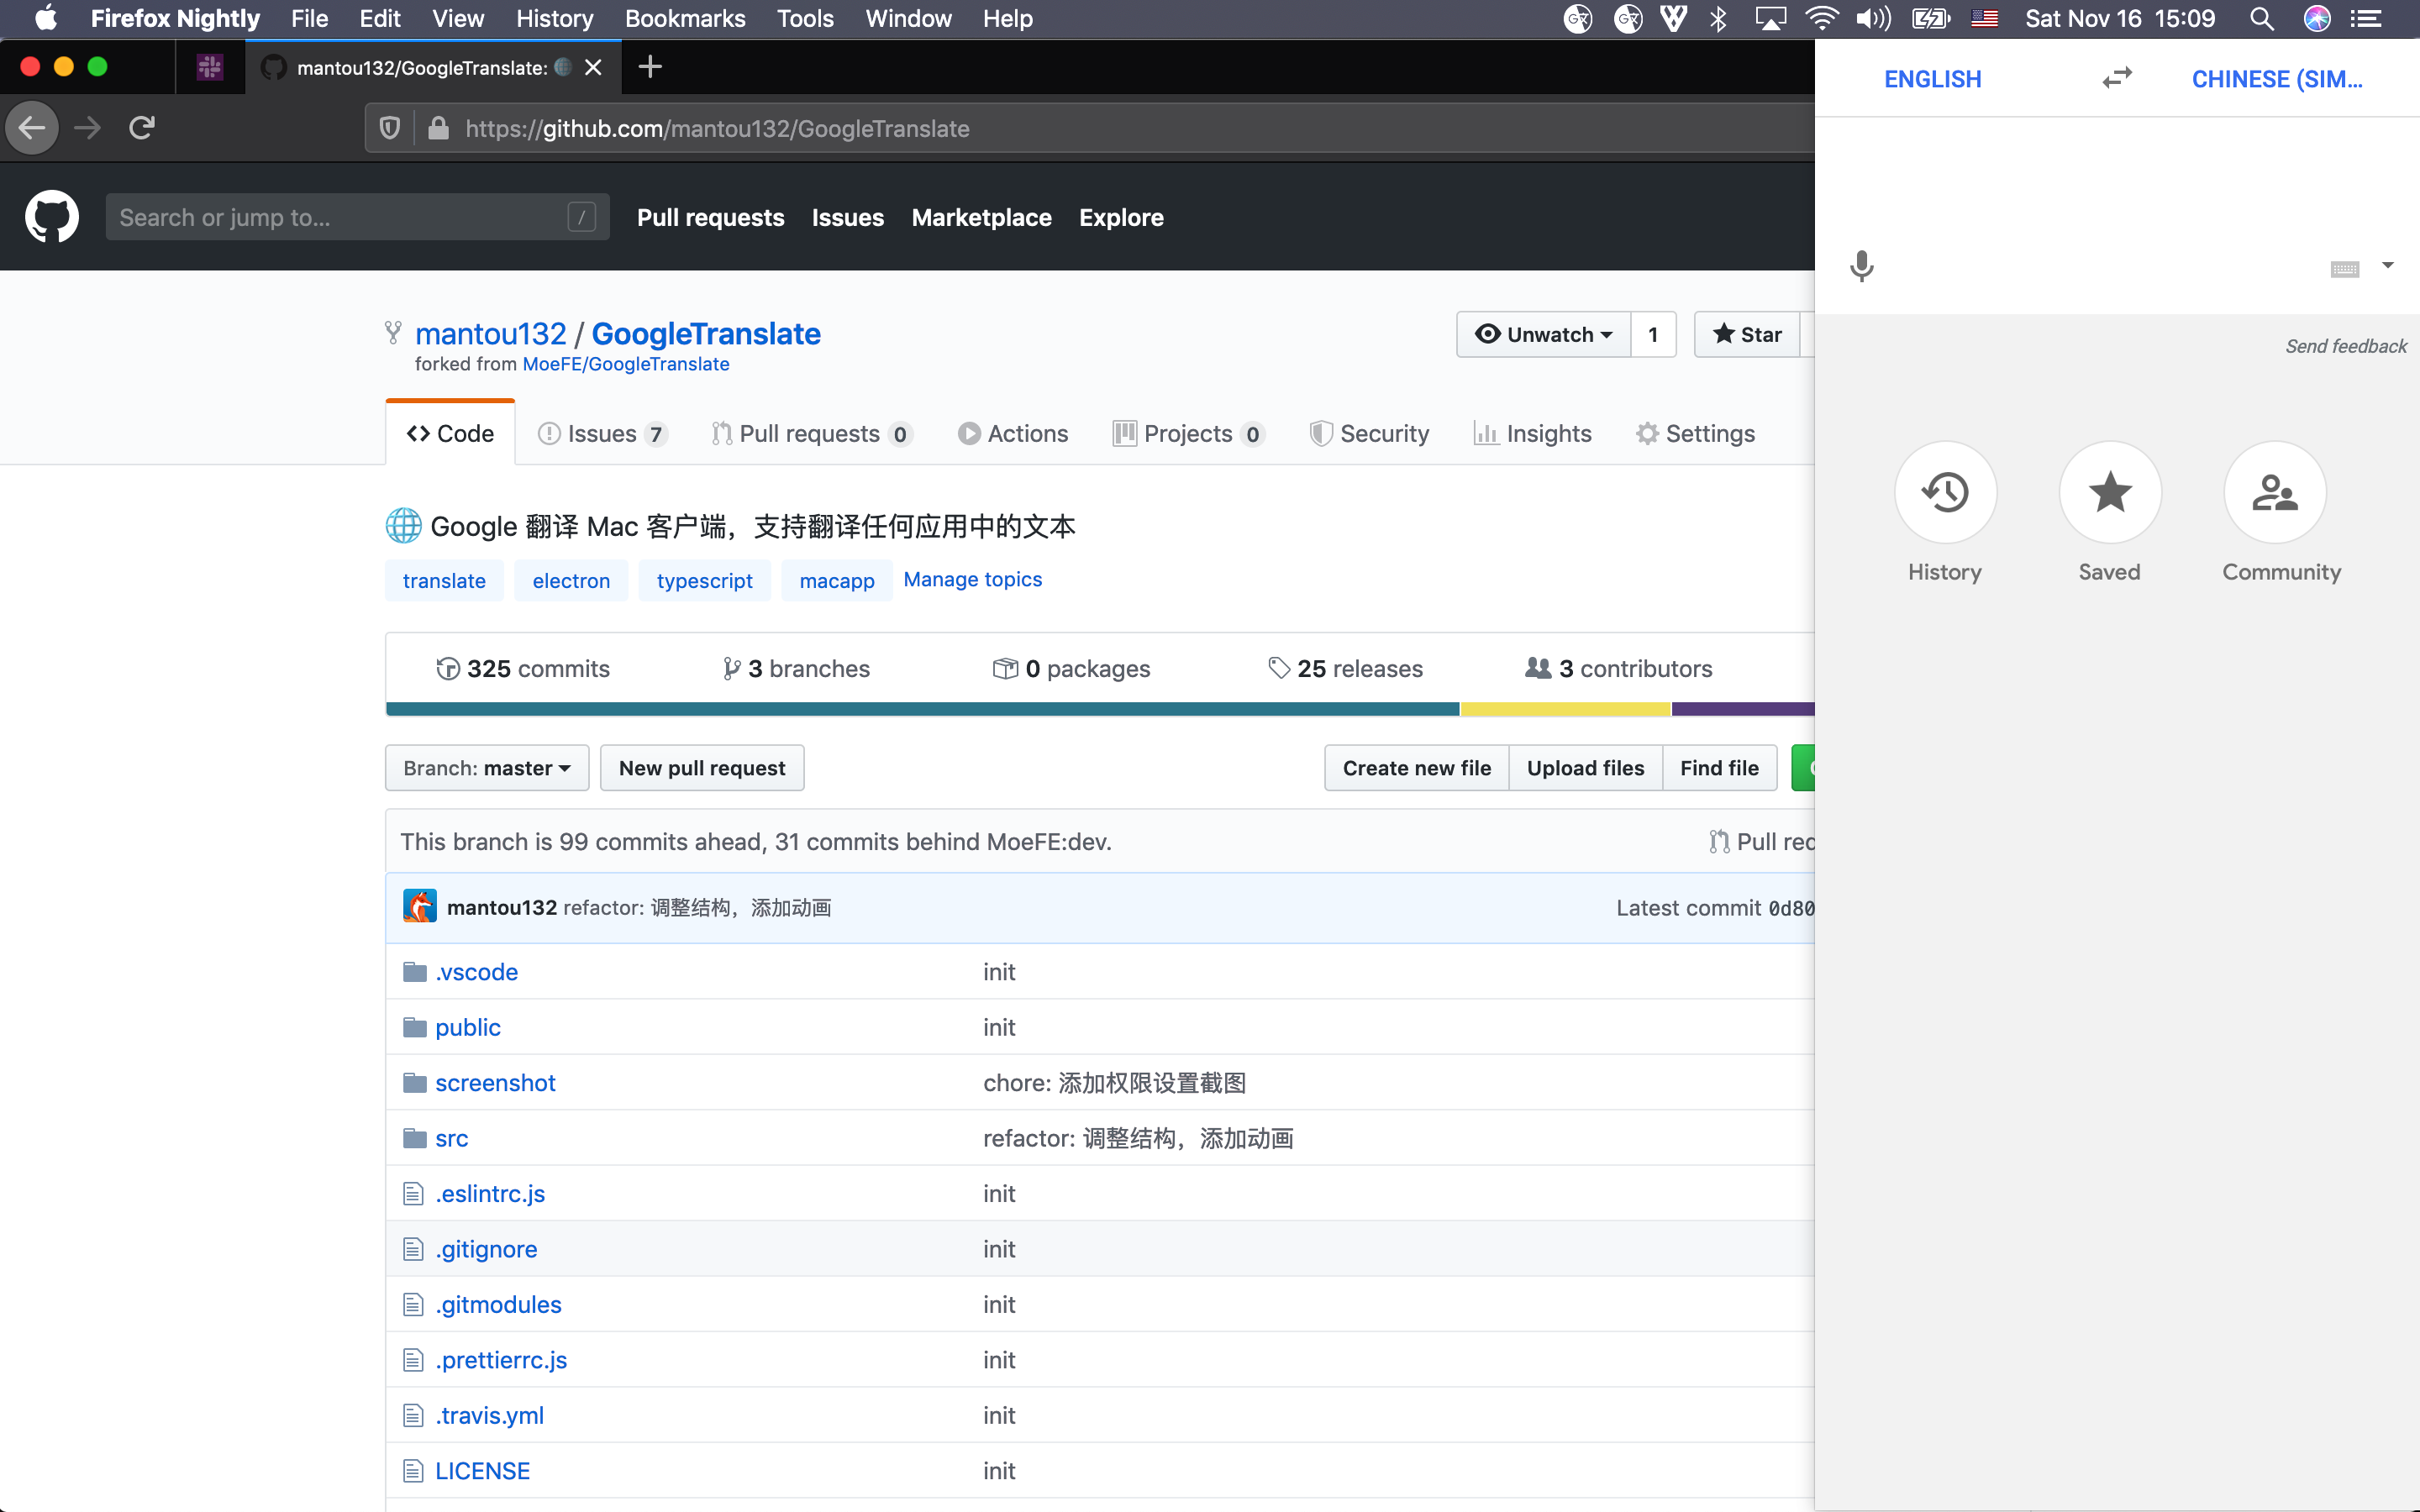 Firefox Nightly File Edit View History Bookmarks Tools Window Help Sat Nov 16 15:09
mantou132/GoogleTranslate:
https://github.com/mantou132/GoogleTranslate
Search or jump to... /
Pull requests Issues Marketplace Explore
mantou132 / GoogleTranslate
forked from MoeFE/GoogleTranslate
Unwatch 1 Star
Code Issues 7 Pull requests 0 Actions Projects 0 Security Insights Settings
Google 翻译 Mac 客户端，支持翻译任何应用中的文本
translate electron typescript macapp Manage topics
325 commits 3 branches 0 packages 25 releases 3 contributors
Branch: master New pull request Create new file Upload files Find file
This branch is 99 commits ahead, 31 commits behind MoeFE:dev. Pull req
mantou132 refactor: 调整结构，添加动画 Latest commit 0d80
.vscode init
public init
screenshot chore: 添加权限设置截图
src refactor: 调整结构，添加动画
.eslintrc.js init
.gitignore init
.gitmodules init
.prettierrc.js init
.travis.yml init
LICENSE init
ENGLISH CHINESE (SIM...
Send feedback
History Saved Community